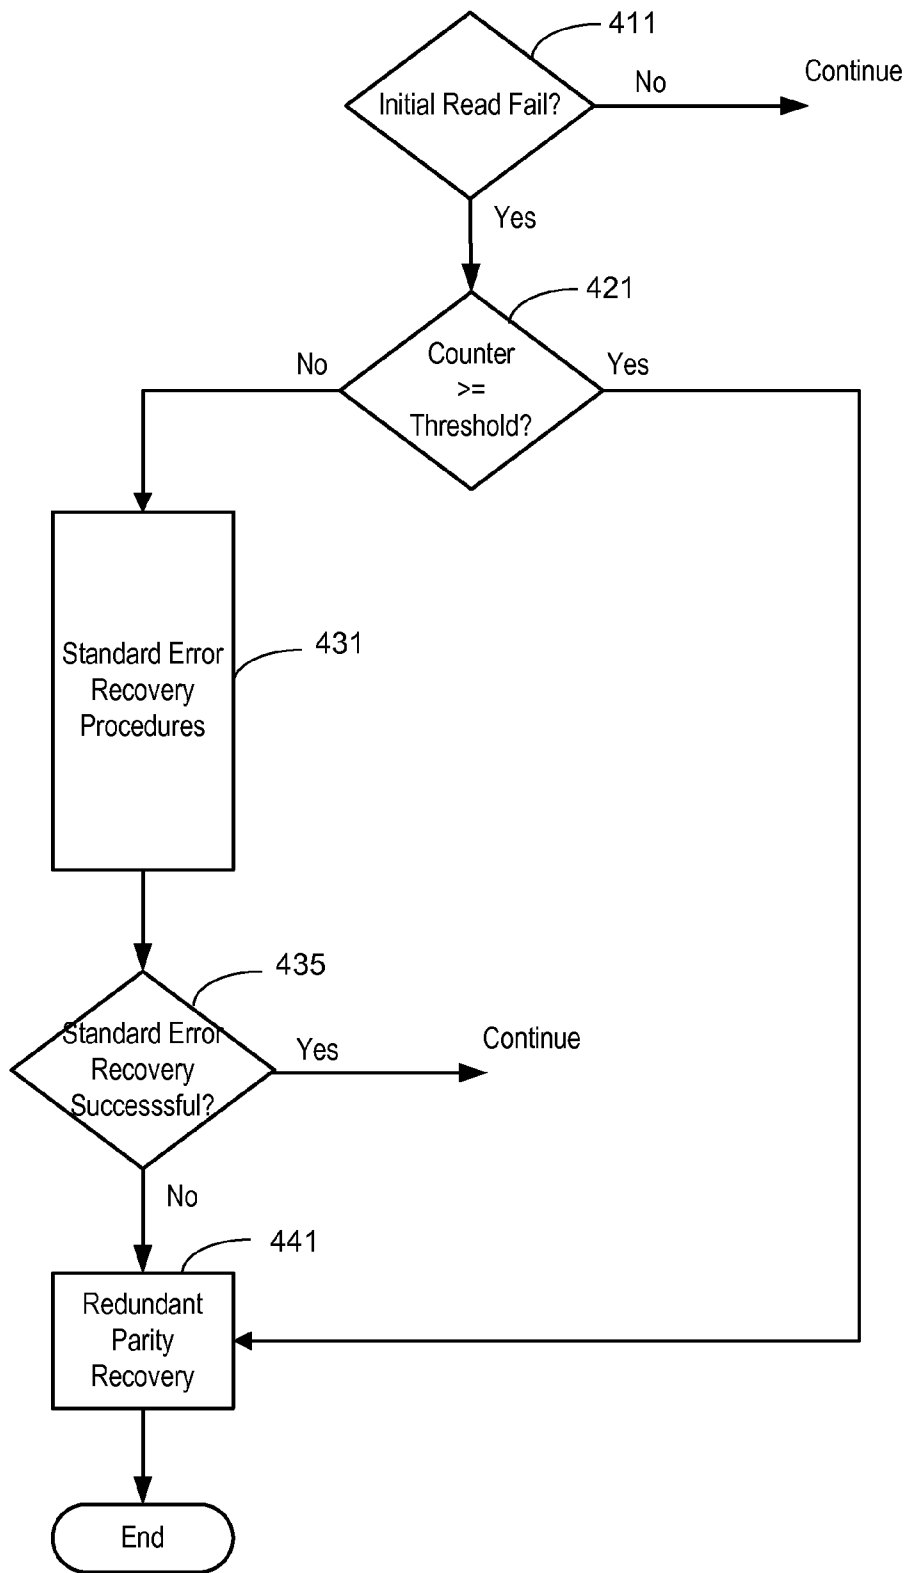 411
Continue
No
Initial Read Fail?
Yes
421
No
Counter
>=
Threshold?
Yes
Standard Error
Recovery
Procedures
431
435
Standard Error
Recovery
Successsful?
Yes
Continue
No
441
Redundant
Parity
Recovery
End